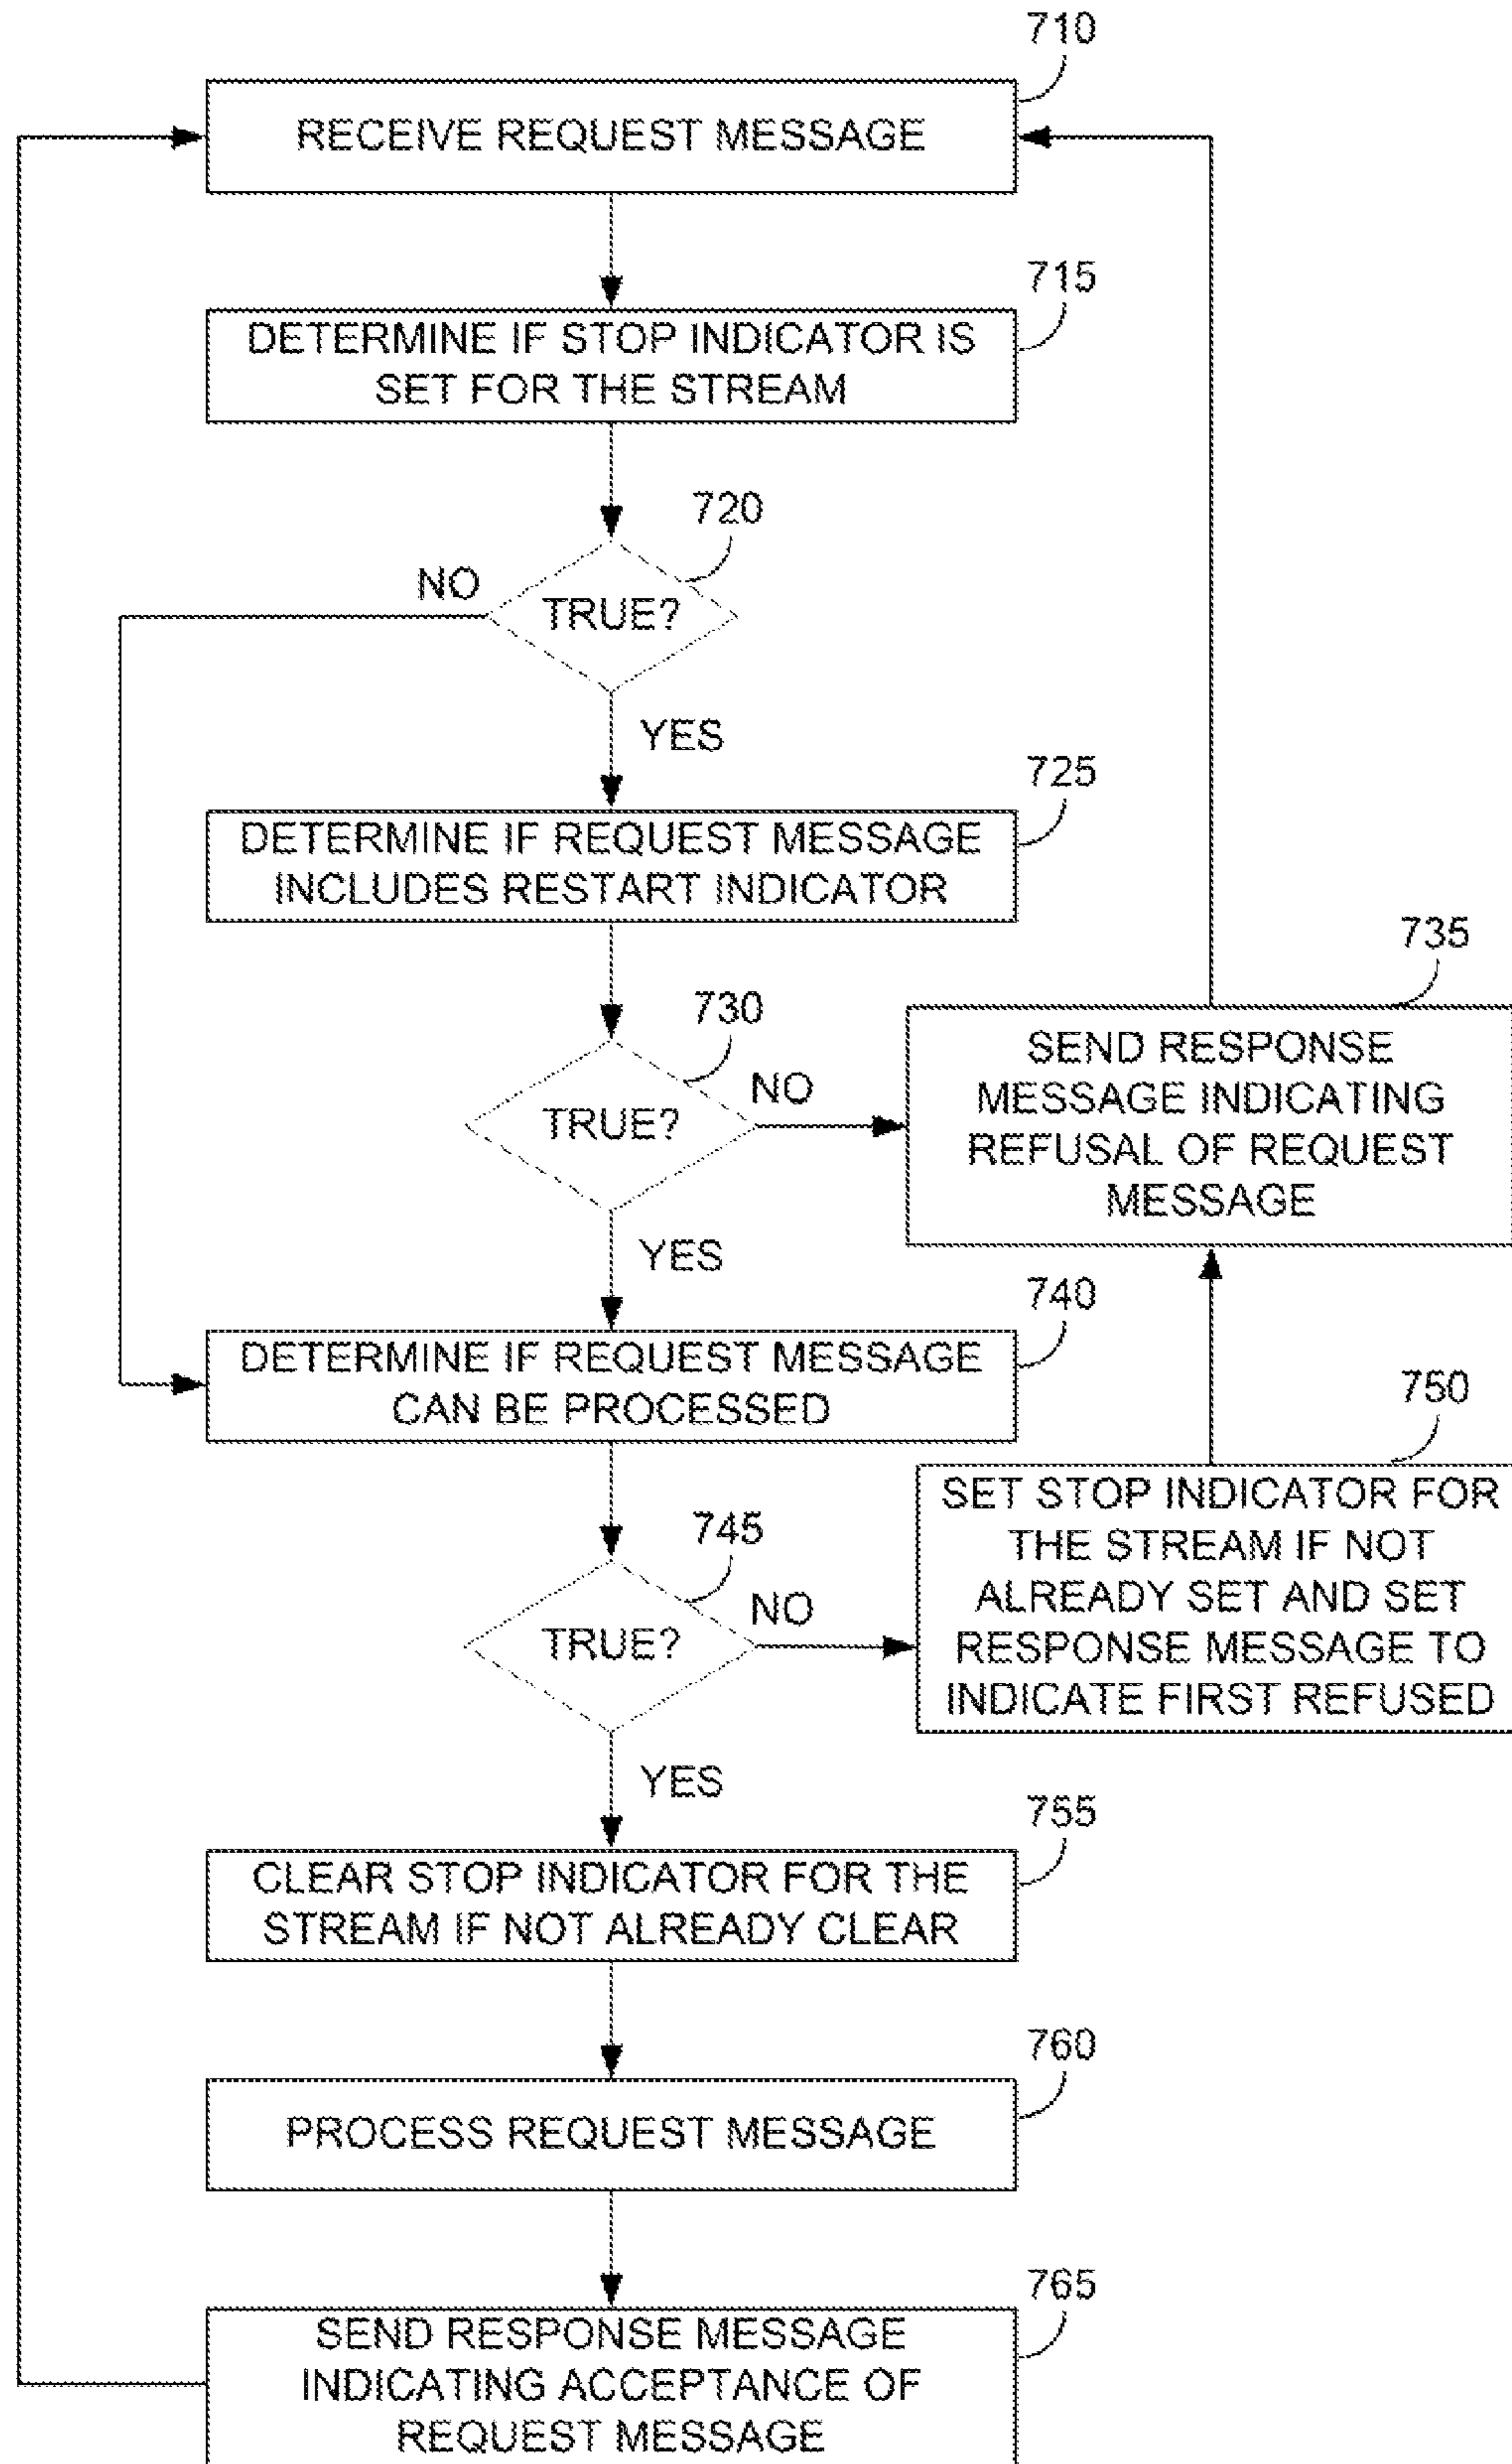 710
RECEIVE REQUEST MESSAGE
715
DETERMINE IF STOP INDICATOR IS
SET FOR THE STREAM
720
NO
TRUE?
YES
725
DETERMINE IF REQUEST MESSAGE
INCLUDES RESTART INDICATOR
730
NO
TRUE?
YES
735
SEND RESPONSE
MESSAGE INDICATING
REFUSAL OF REQUEST
MESSAGE
740
DETERMINE IF REQUEST MESSAGE
CAN BE PROCESSED
745
NO
TRUE?
YES
750
SET STOP INDICATOR FOR
THE STREAM IF NOT
ALREADY SET AND SET
RESPONSE MESSAGE TO
INDICATE FIRST REFUSED
755
CLEAR STOP INDICATOR FOR THE
STREAM IF NOT ALREADY CLEAR
760
PROCESS REQUEST MESSAGE
765
SEND RESPONSE MESSAGE
INDICATING ACCEPTANCE OF
REQUEST MESSAGE